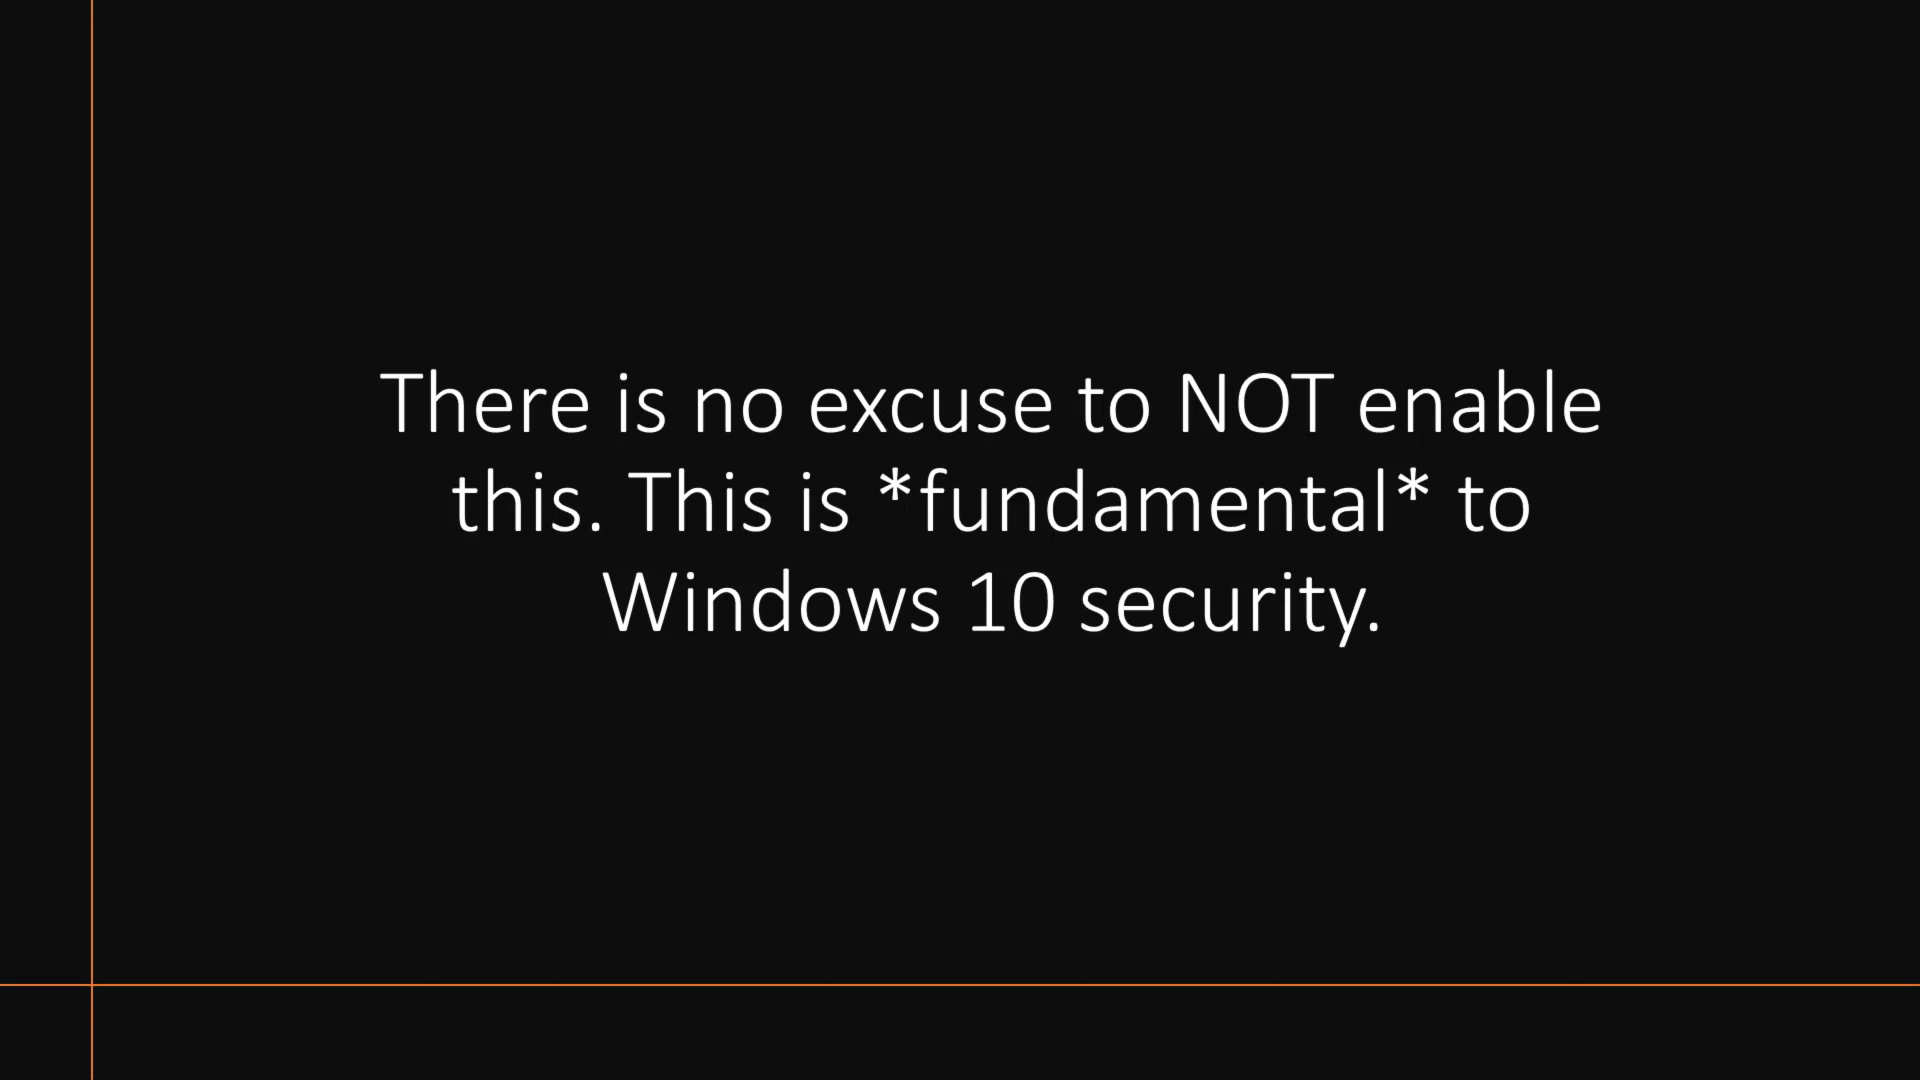 There is no excuse to NOT enable
this. This is *fundamental* to
Windows 10 security.